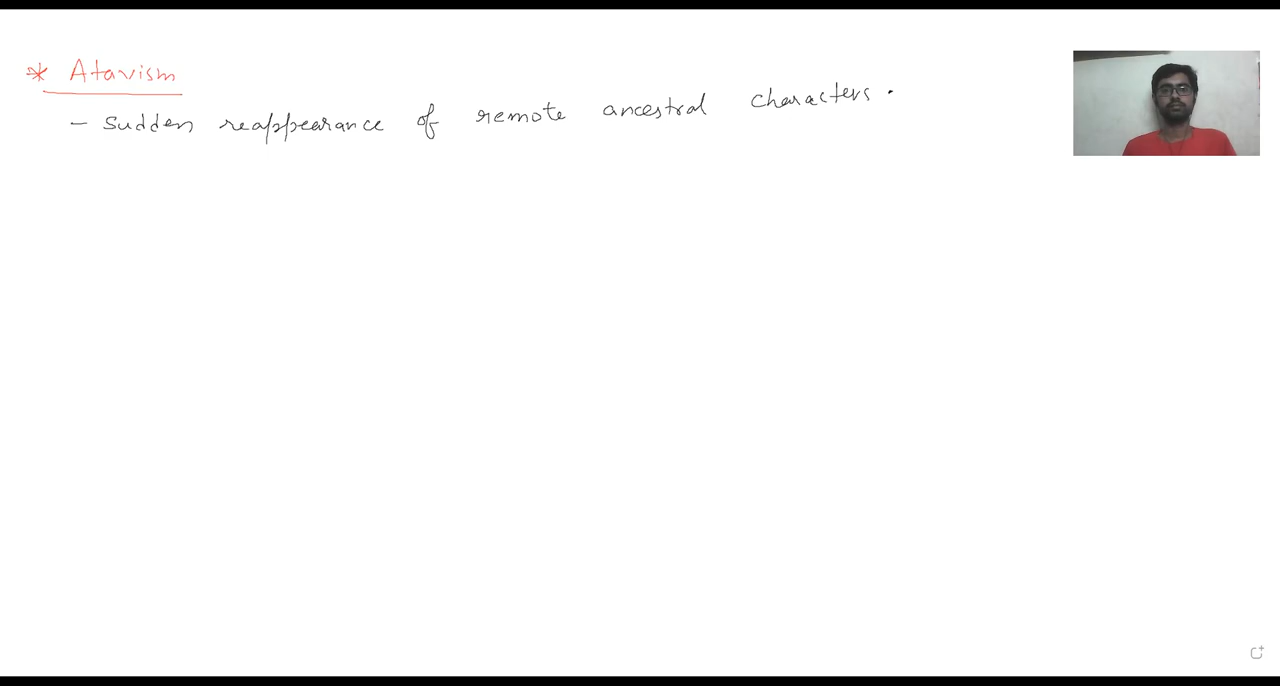 * Atavism
- Sudden reappearance of remote ancestral characters.